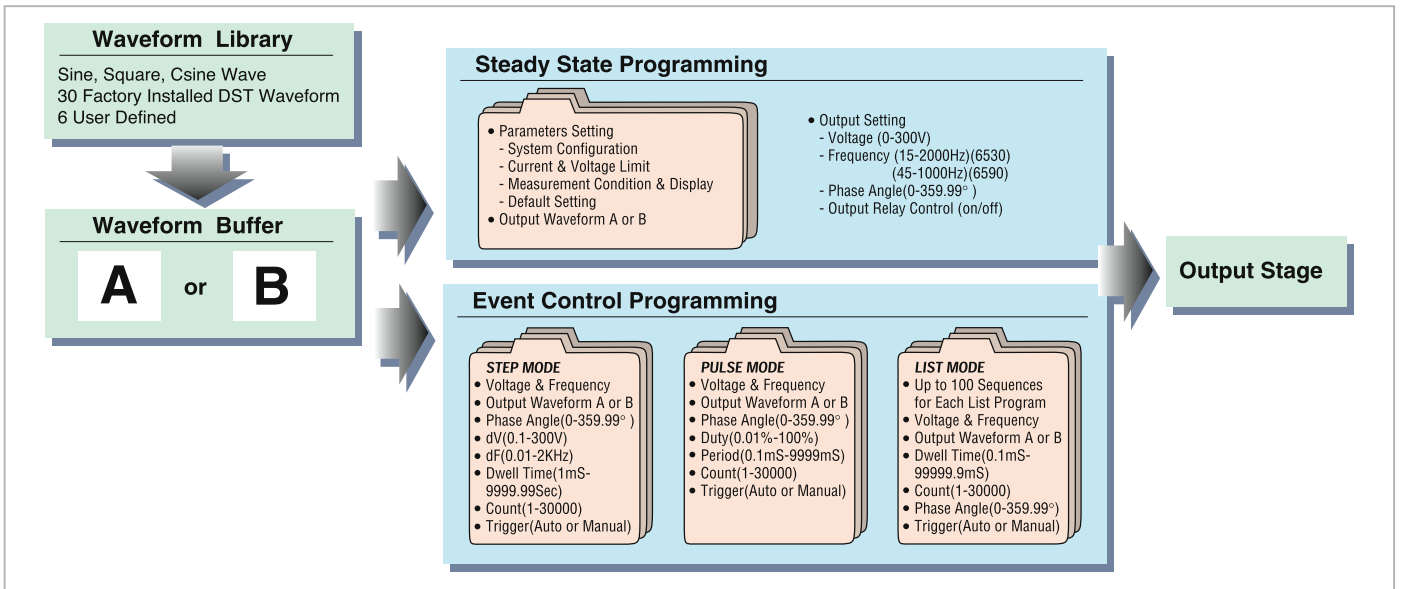 Waveform Library
Sine, Square, Csine Wave
30 Factory Installed DST Waveform
6 User Defined
Waveform Buffer
A or B
Steady State Programming
• Parameters Setting
- System Configuration
- Current & Voltage Limit
- Measurement Condition & Display
- Default Setting
• Output Waveform A or B
• Output Setting
- Voltage (0-300V)
- Frequency (15-2000Hz)(6530)
(45-1000Hz)(6590)
- Phase Angle(0-359.99° )
- Output Relay Control (on/off)
Event Control Programming
STEP MODE
• Voltage & Frequency
• Output Waveform A or B
• Phase Angle(0-359.99° )
• dV(0.1-300V)
• dF(0.01-2KHz)
• Dwell Time(1mS-
9999.99Sec)
• Count(1-30000)
• Trigger(Auto or Manual)
PULSE MODE
• Voltage & Frequency
• Output Waveform A or B
• Phase Angle(0-359.99° )
• Duty(0.01%-100%)
• Period(0.1mS-9999mS)
• Count(1-30000)
• Trigger(Auto or Manual)
LIST MODE
• Up to 100 Sequences
for Each List Program
• Voltage & Frequency
• Output Waveform A or B
• Dwell Time(0.1mS-
99999.9mS)
• Count(1-30000)
• Phase Angle(0-359.99°)
• Trigger(Auto or Manual)
Output Stage